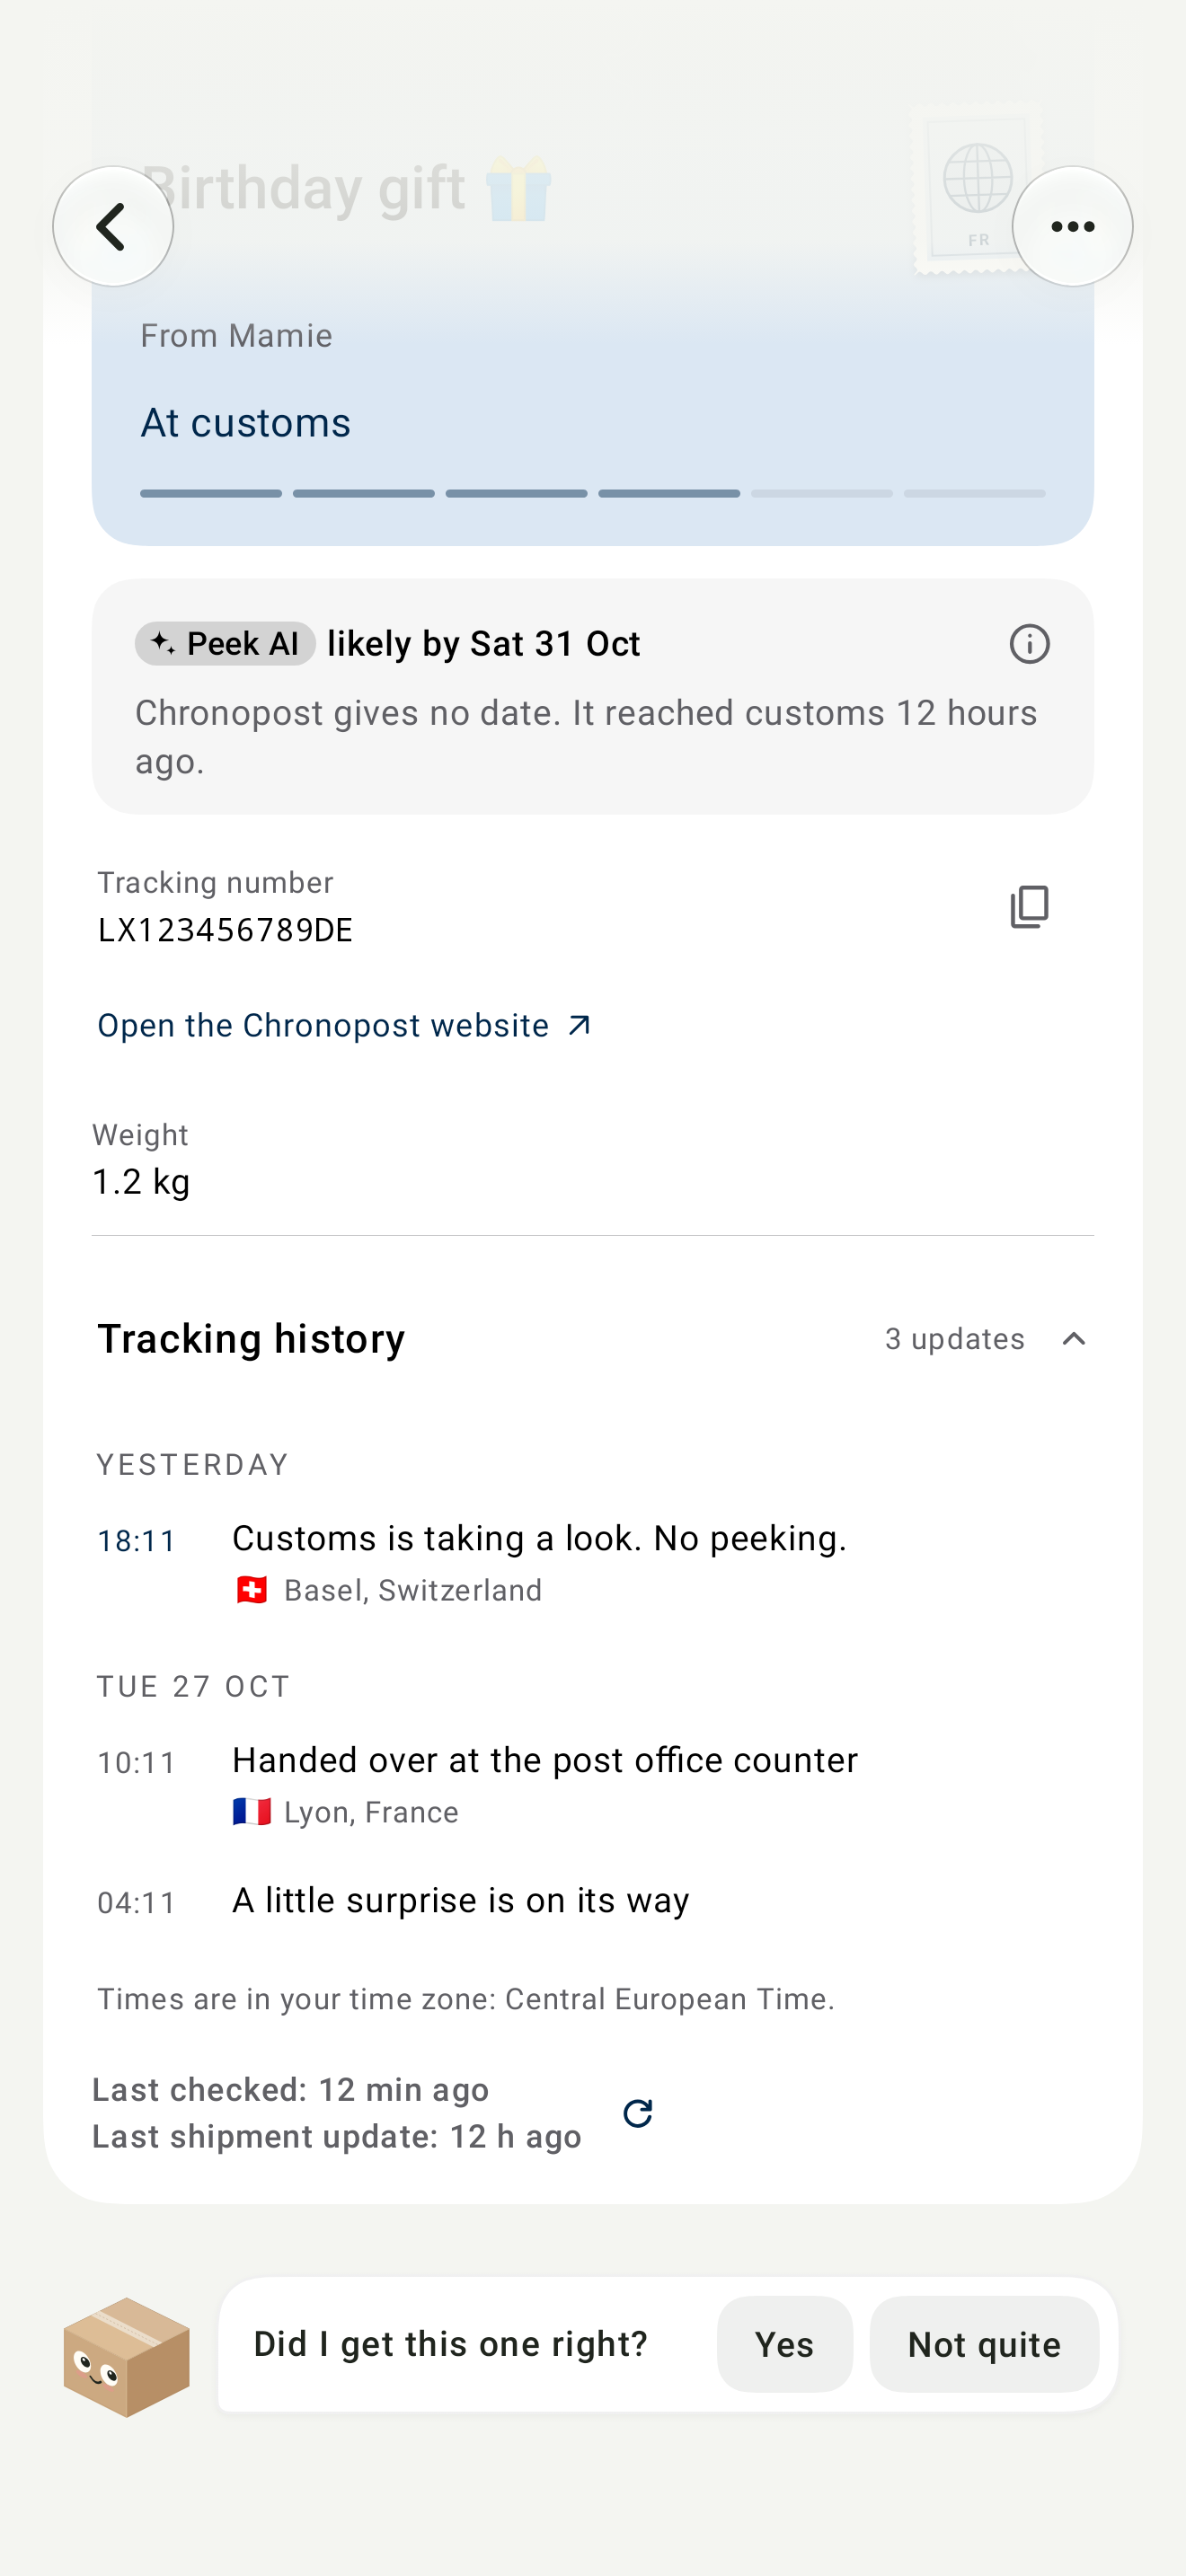 Birthday gift
FR
From Mamie
At customs
Peek AI likely by Sat 31 Oct
Chronopost gives no date. It reached customs 12 hours
ago.
Tracking number
LX123456789DE
Open the Chronopost website
Weight
1.2 kg
Tracking history
3 updates
YESTERDAY
18:11 Customs is taking a look. No peeking.
Basel, Switzerland
TUE 27 OCT
10:11 Handed over at the post office counter
Lyon, France
04:11 A little surprise is on its way
Times are in your time zone: Central European Time.
Last checked: 12 min ago
Last shipment update: 12 h ago
Did I get this one right?
Yes
Not quite